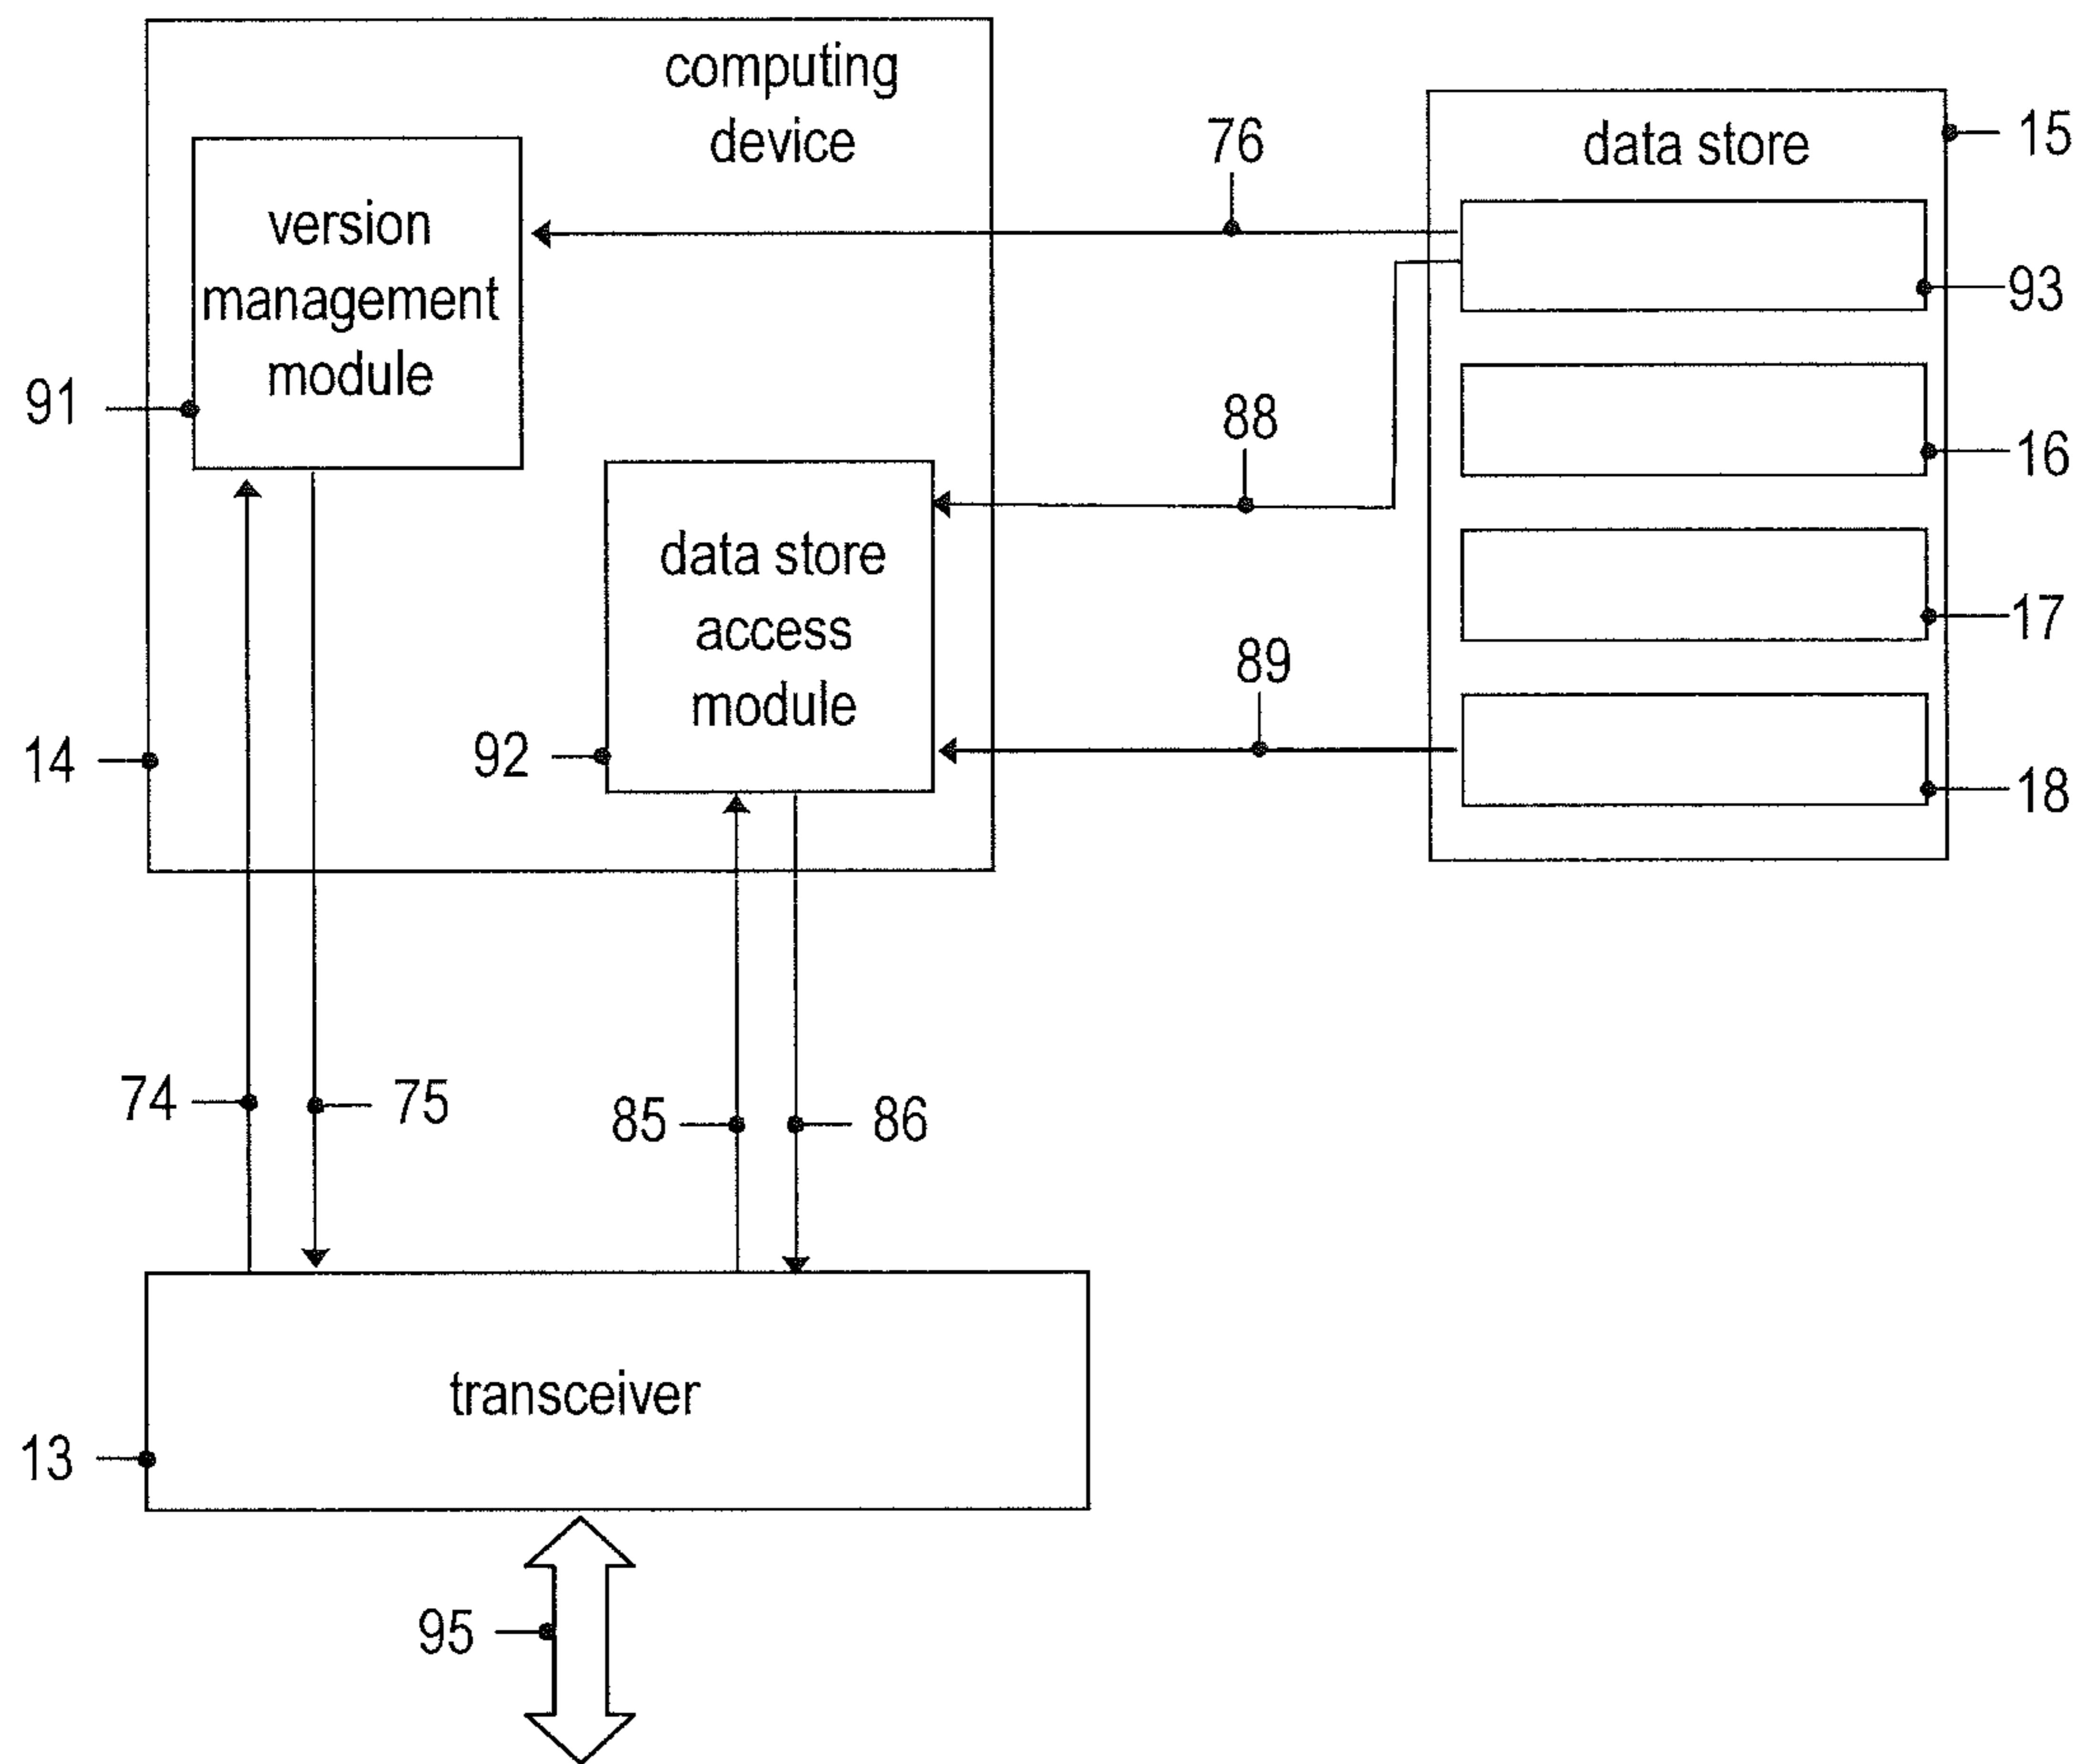 computing
device
76
data store
15
version
management
module
93
91
88
16
data store
access
module
17
89
14
92
18
74
75
85
86
transceiver
13
95